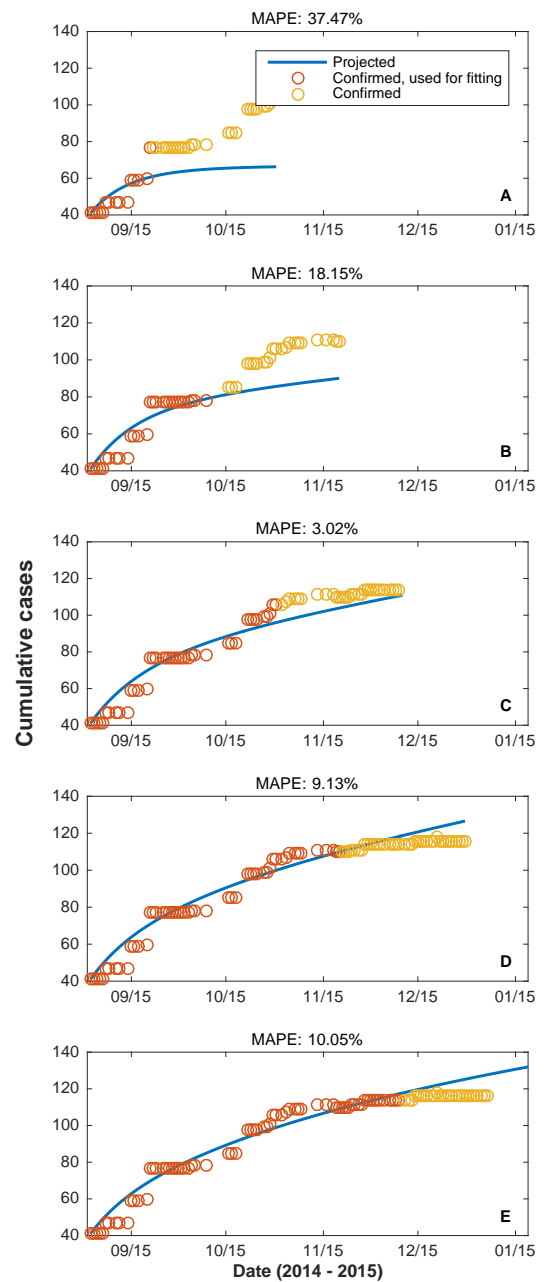 MAPE: 37.47%
140
120
100
80
60
40
Projected
Confirmed, used for fitting
Confirmed
A
09/15 10/15 11/15 12/15 01/15
MAPE: 18.15%
140
120
100
80
60
40
B
09/15 10/15 11/15 12/15 01/15
MAPE: 3.02%
140
120
100
80
60
40
Cumulative cases
C
09/15 10/15 11/15 12/15 01/15
MAPE: 9.13%
140
120
100
80
60
40
D
09/15 10/15 11/15 12/15 01/15
MAPE: 10.05%
140
120
100
80
60
40
E
09/15 10/15 11/15 12/15 01/15
Date (2014 - 2015)